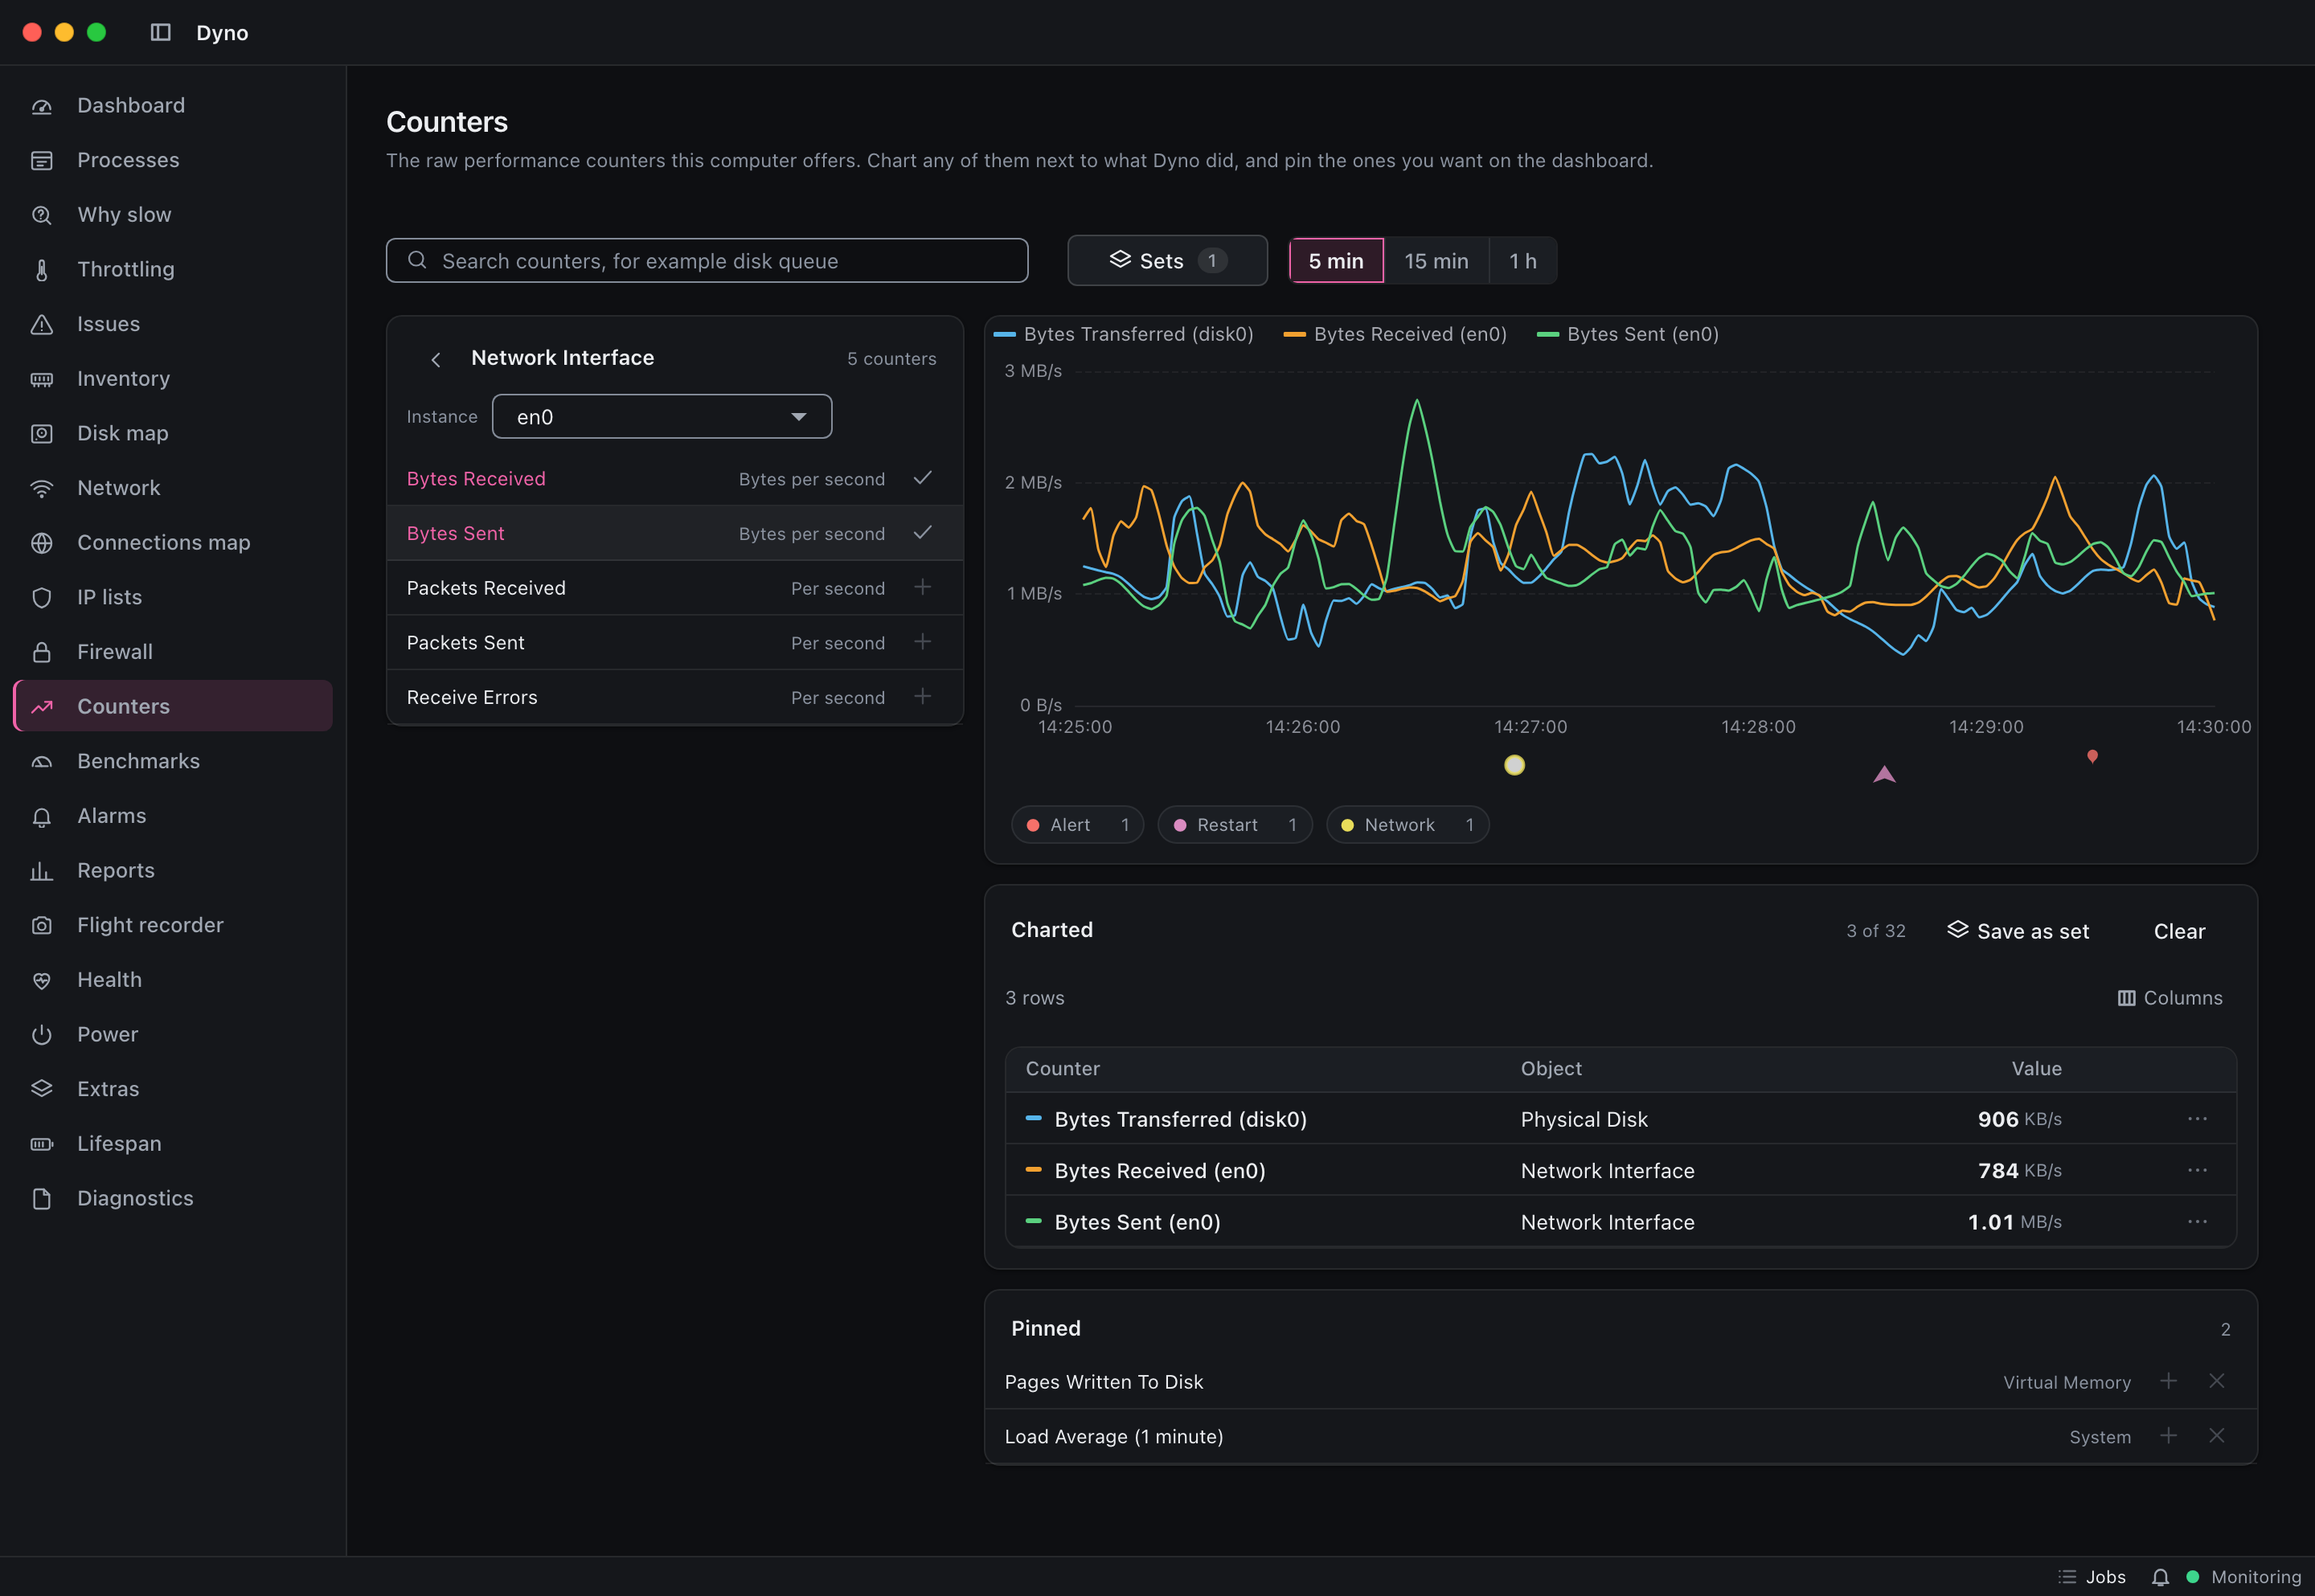 Dyno
Dashboard
Processes
Why slow
Throttling
Issues
Inventory
Disk map
Network
Connections map
IP lists
Firewall
Counters
Benchmarks
Alarms
Reports
Flight recorder
Health
Power
Extras
Lifespan
Diagnostics
Counters
The raw performance counters this computer offers. Chart any of them next to what Dyno did, and pin the ones you want on the dashboard.
Search counters, for example disk queue
Sets 1
5 min 15 min 1 h
Network Interface 5 counters
Instance en0
Bytes Received Bytes per second
Bytes Sent Bytes per second
Packets Received Per second
Packets Sent Per second
Receive Errors Per second
Bytes Transferred (disk0) Bytes Received (en0) Bytes Sent (en0)
3 MB/s
2 MB/s
1 MB/s
0 B/s
14:25:00 14:26:00 14:27:00 14:28:00 14:29:00 14:30:00
Alert 1 Restart 1 Network 1
Charted 3 of 32 Save as set Clear
3 rows Columns
Counter Object Value
Bytes Transferred (disk0) Physical Disk 906 KB/s
Bytes Received (en0) Network Interface 784 KB/s
Bytes Sent (en0) Network Interface 1.01 MB/s
Pinned 2
Pages Written To Disk Virtual Memory
Load Average (1 minute) System
Jobs Monitoring